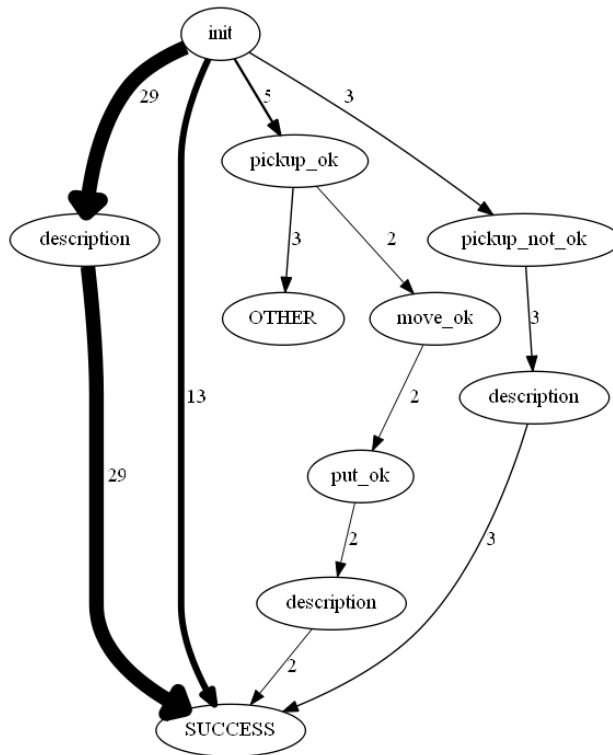 init
29
5
3
pickup_ok
description
3
2
pickup_not_ok
OTHER
move_ok
3
13
2
description
29
put_ok
2
3
description
2
SUCCESS